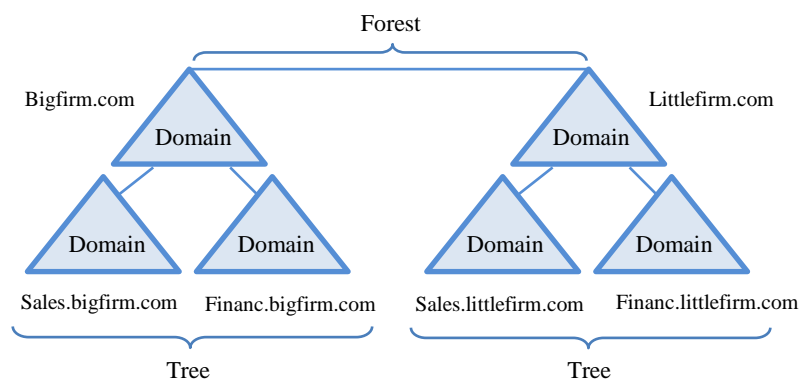 Forest
Bigfirm.com
Littlefirm.com
Domain
Domain
Domain
Domain
Domain
Domain
Sales.bigfirm.com
Financ.bigfirm.com
Sales.littlefirm.com
Financ.littlefirm.com
Tree
Tree